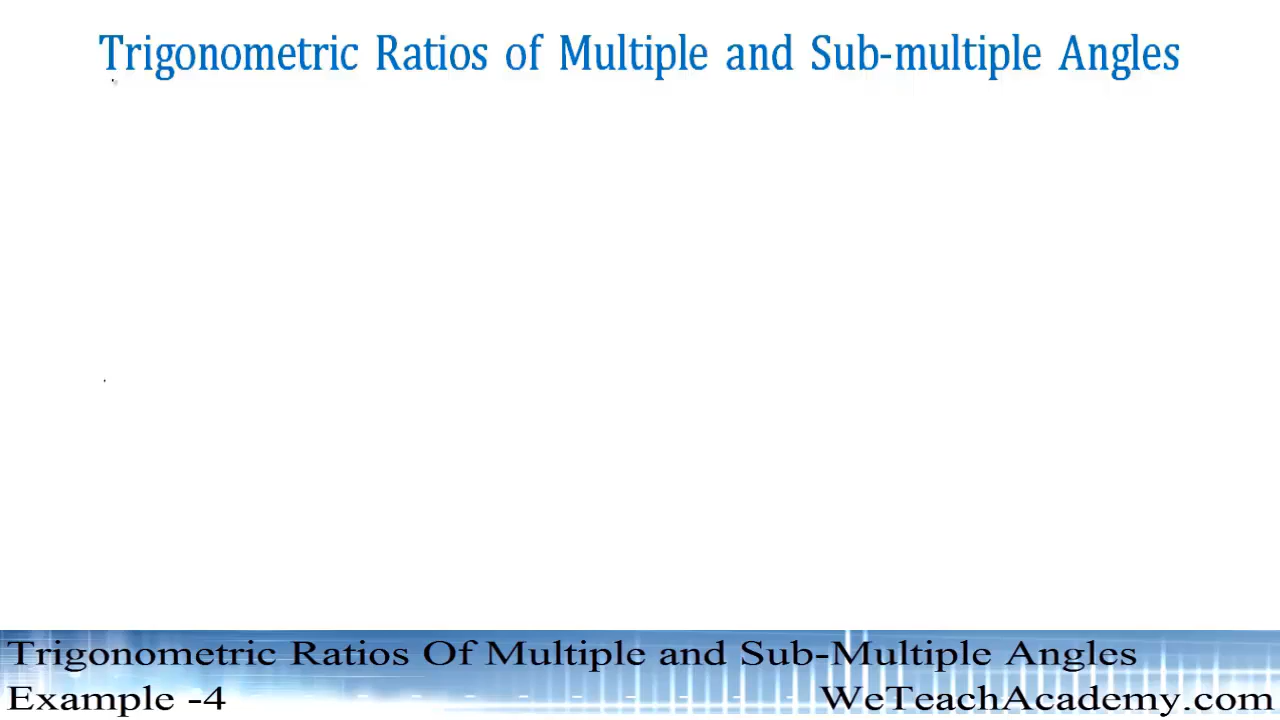 Trigonometric Ratios of Multiple and Sub-multiple Angles
Trigonometric Ratios Of Multiple and Sub-Multiple Angles
Example -4 WeTeachAcademy.com